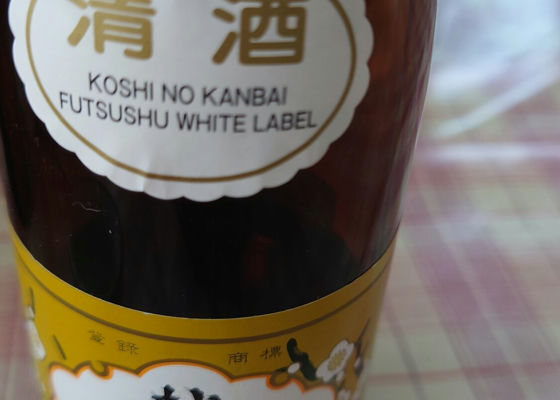 清酒
KOSHI NO KANBAI
FUTSUSHU WHITE LABEL
登録 商標